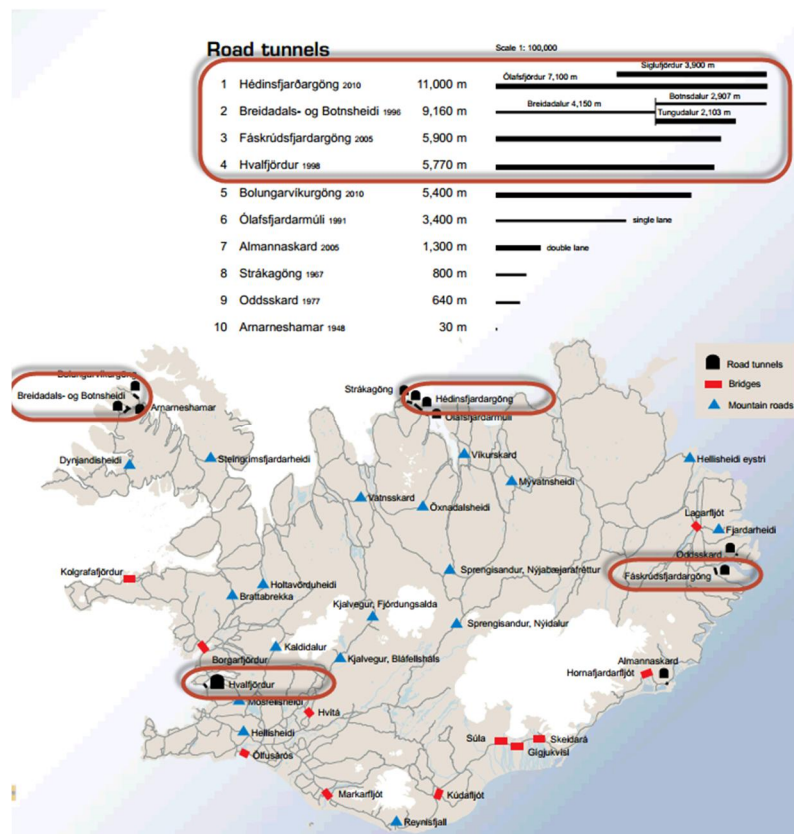 Road tunnels
Scale 1: 100,000
Siglufjördur 3,900 m
1 Hédinsfjarðargöng 2010 11,000 m
Ólafsfjördur 7,100 m
2 Breidadals- og Botnsheidi 1996 9,160 m
Breidadalur 4,150 m
Botnsdalur 2,907 m
Tungudalur 2,103 m
3 Fáskrúdsfjardargöng 2005 5,900 m
4 Hvalfjördur 1998 5,770 m
5 Bolungarvíkurgöng 2010 5,400 m
6 Ólafsfjardarmúli 1991 3,400 m single lane
7 Almannaskard 2005 1,300 m double lane
8 Strákagöng 1967 800 m
9 Oddsskard 1977 640 m
10 Arnarneshamar 1948 30 m
Road tunnels
Bridges
Mountain roads
Bolungarvíkurgöng
Breidadals- og Botnsheidi
Arnarneshamar
Strákagöng
Hédinsfjardargöng
Ólafsfjardarmúli
Dynjandisheidi
Steingrímsfjardarheidi
Víkurskard
Hellisheidi eystri
Mývatnsheidi
Vatnsskard
Öxnadalsheidi
Lagarfljót
Fjardarheidi
Oddsskard
Fáskrúdsfjardargöng
Kolgrafafjördur
Holtavörduheidi
Brattabrekka
Sprengisandur, Nýjabæjarafréttur
Kjalvegur, Fjórdungsalda
Sprengisandur, Nýidalur
Borgarfjördur
Kaldidalur
Kjalvegur, Bláfellsháls
Almannaskard
Hornafjardarfljót
Hvalfjördur
Mosfellsheidi
Hvítá
Hellisheidi
Ölfusárós
Súla
Skeidará
Gígjukvísl
Markarfljót
Kúdafljót
Reynisfjall